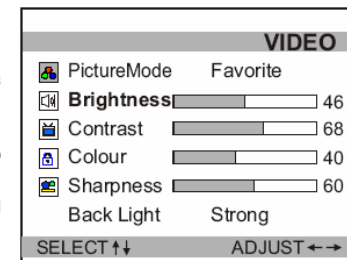 VIDEO
PictureMode Favorite
Brightness 46
Contrast 68
Colour 40
Sharpness 60
Back Light Strong
SELECT↑↓ ADJUST←→